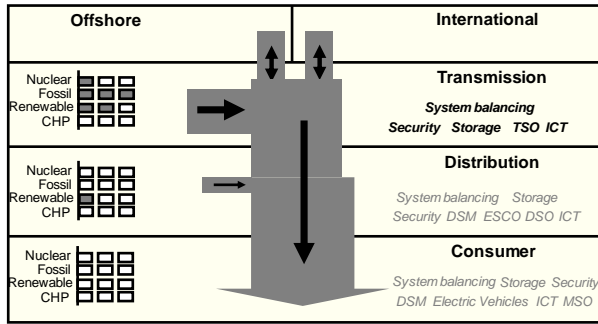 Offshore International
Nuclear
Fossil
Renewable
CHP
Transmission
System balancing
Security Storage TSO ICT
Nuclear
Fossil
Renewable
CHP
Distribution
System balancing Storage
Security DSM ESCO DSO ICT
Nuclear
Fossil
Renewable
CHP
Consumer
System balancing Storage Security
DSM Electric Vehicles ICT MSO